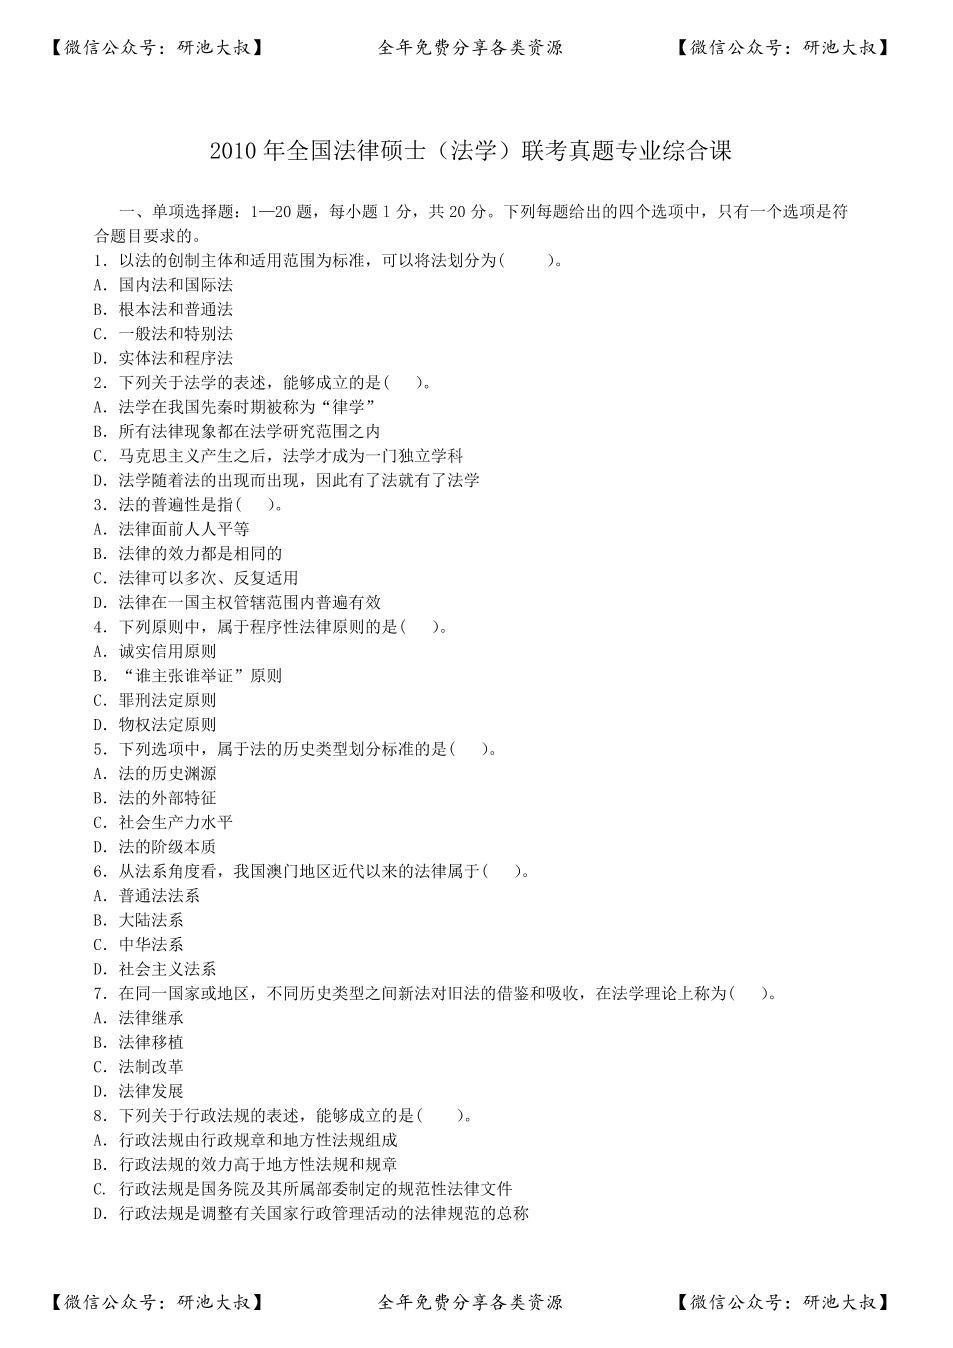 【微信公众号：研池大叔】 全年免费分享各类资源 【微信公众号：研池大叔】
2010 年全国法律硕士（法学）联考真题专业综合课
一、单项选择题：1—20 题，每小题 1 分，共 20 分。下列每题给出的四个选项中，只有一个选项是符
合题目要求的。
1．以法的创制主体和适用范围为标准，可以将法划分为(     )。
A．国内法和国际法
B．根本法和普通法
C．一般法和特别法
D．实体法和程序法
2．下列关于法学的表述，能够成立的是(   )。
A．法学在我国先秦时期被称为“律学”
B．所有法律现象都在法学研究范围之内
C．马克思主义产生之后，法学才成为一门独立学科
D．法学随着法的出现而出现，因此有了法就有了法学
3．法的普遍性是指(   )。
A．法律面前人人平等
B．法律的效力都是相同的
C．法律可以多次、反复适用
D．法律在一国主权管辖范围内普遍有效
4．下列原则中，属于程序性法律原则的是(   )。
A．诚实信用原则
B．“谁主张谁举证”原则
C．罪刑法定原则
D．物权法定原则
5．下列选项中，属于法的历史类型划分标准的是(   )。
A．法的历史渊源
B．法的外部特征
C．社会生产力水平
D．法的阶级本质
6．从法系角度看，我国澳门地区近代以来的法律属于(   )。
A．普通法法系
B．大陆法系
C．中华法系
D．社会主义法系
7．在同一国家或地区，不同历史类型之间新法对旧法的借鉴和吸收，在法学理论上称为(   )。
A．法律继承
B．法律移植
C．法制改革
D．法律发展
8．下列关于行政法规的表述，能够成立的是(    )。
A．行政法规由行政规章和地方性法规组成
B．行政法规的效力高于地方性法规和规章
C．行政法规是国务院及其所属部委制定的规范性法律文件
D．行政法规是调整有关国家行政管理活动的法律规范的总称
【微信公众号：研池大叔】 全年免费分享各类资源 【微信公众号：研池大叔】